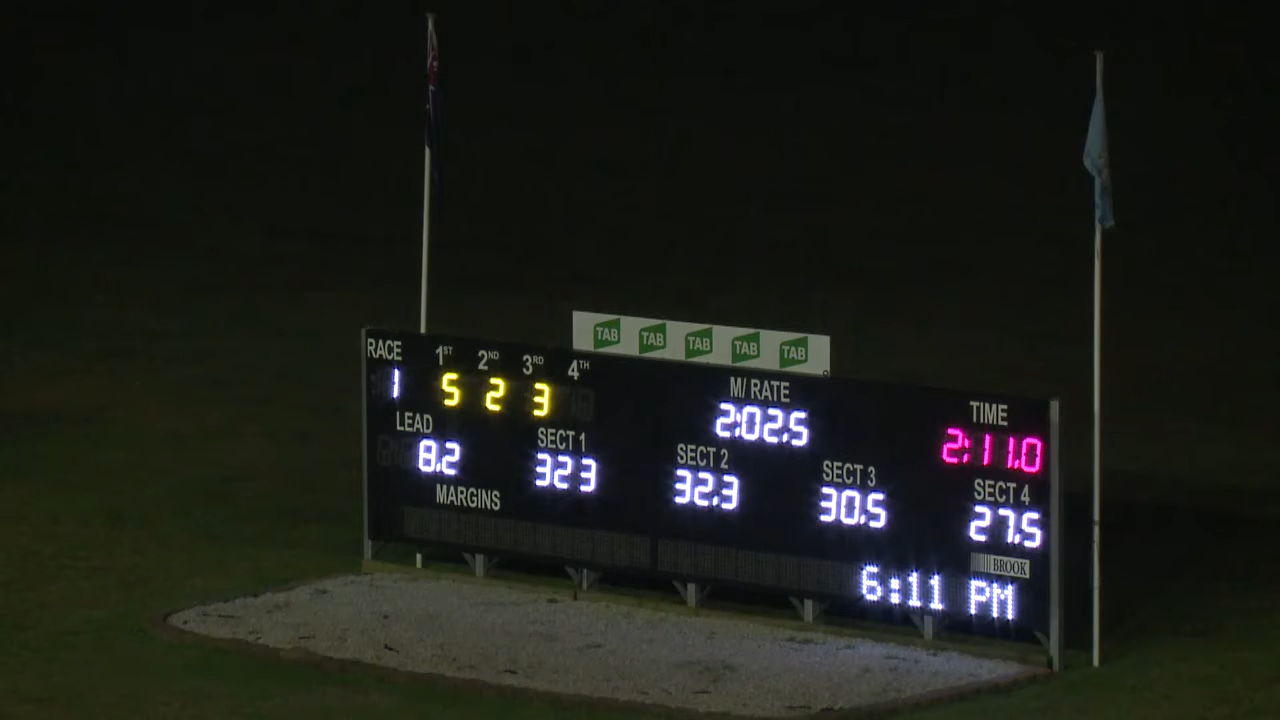 TAB TAB TAB TAB TAB
RACE 1ST 2ND 3RD 4TH
1 5 2 3
M/ RATE
2:02.5
TIME
2:11.0
LEAD
8.2
SECT 1
32 3
SECT 2
32.3
SECT 3
30.5
SECT 4
27.5
MARGINS
BROOK
6:11 PM